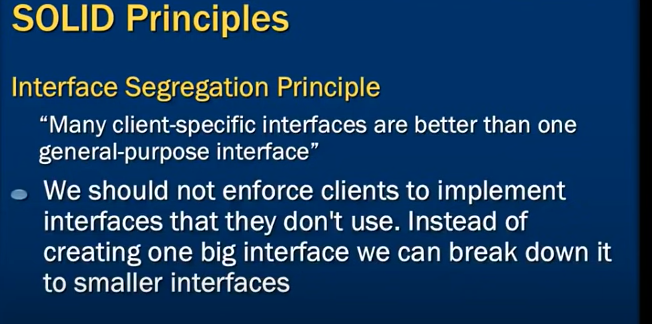 SOLID Principles
Interface Segregation Principle
“Many client-specific interfaces are better than one
general-purpose interface”
We should not enforce clients to implement
interfaces that they don't use. Instead of
creating one big interface we can break down it
to smaller interfaces